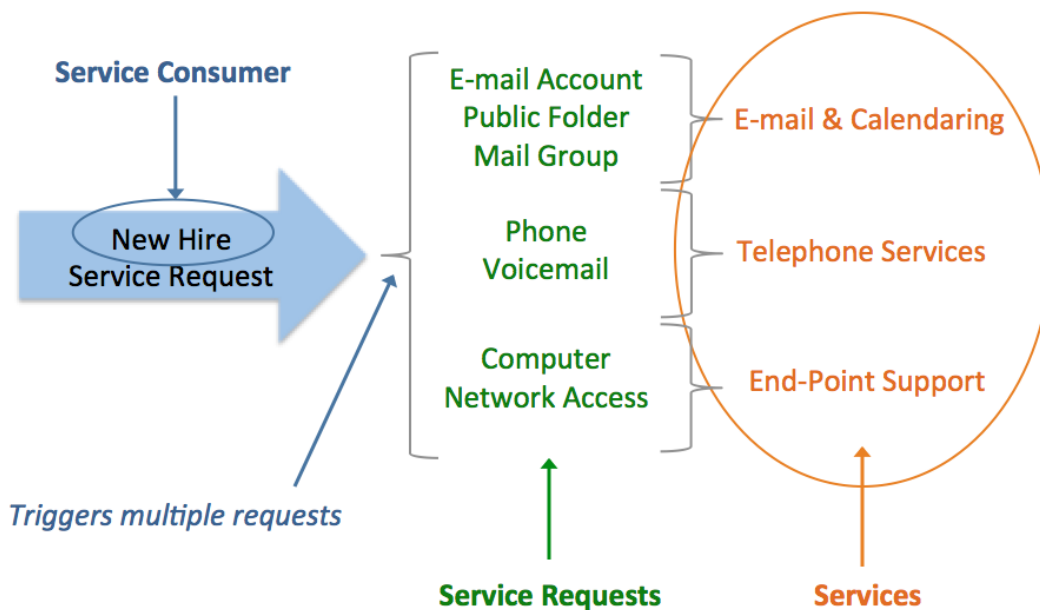 Service Consumer
New Hire
Service Request
Triggers multiple requests
E-mail Account
Public Folder
Mail Group
Phone
Voicemail
Computer
Network Access
Service Requests
E-mail & Calendaring
Telephone Services
End-Point Support
Services